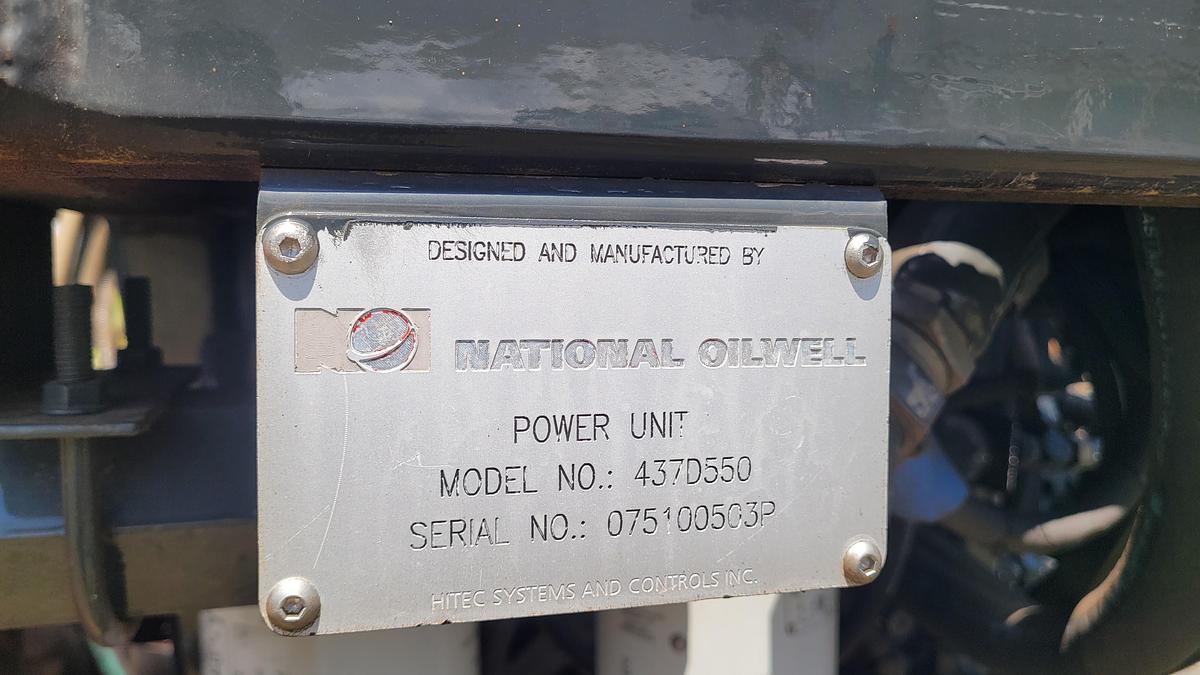 DESIGNED AND MANUFACTURED BY
NATIONAL OILWELL
POWER UNIT
MODEL NO.: 437D550
SERIAL NO.: 075100503P
HITEC SYSTEMS AND CONTROLS INC.